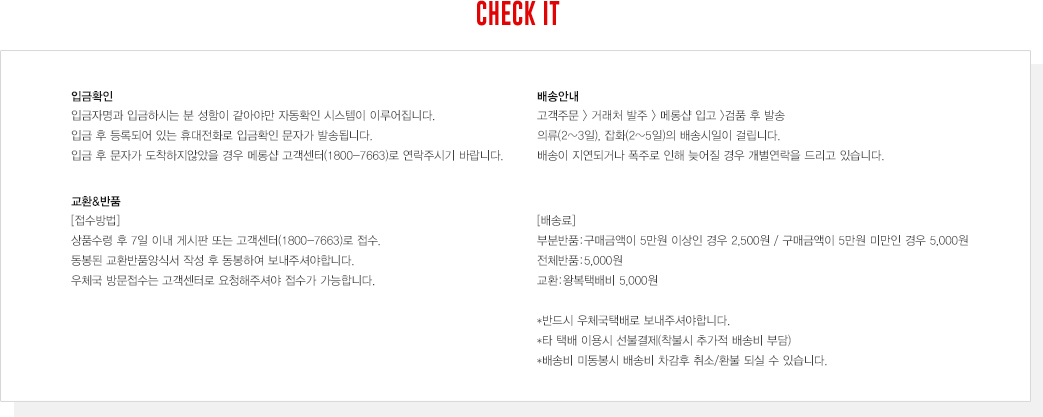 CHECK IT
입금확인
입금자명과 입금하시는 분 성함이 같아야만 자동확인 시스템이 이루어집니다.
입금 후 등록되어 있는 휴대전화로 입금확인 문자가 발송됩니다.
입금 후 문자가 도착하지않았을 경우 메롱샵 고객센터(1800-7663)로 연락주시기 바랍니다.
배송안내
고객주문 > 거래처 발주 > 메롱샵 입고 >검품 후 발송
의류(2~3일), 잡화(2~5일)의 배송시일이 걸립니다.
배송이 지연되거나 폭주로 인해 늦어질 경우 개별연락을 드리고 있습니다.
교환&반품
[접수방법]
상품수령 후 7일 이내 게시판 또는 고객센터(1800-7663)로 접수.
동봉된 교환반품양식서 작성 후 동봉하여 보내주셔야합니다.
우체국 방문접수는 고객센터로 요청해주셔야 접수가 가능합니다.
[배송료]
부분반품:구매금액이 5만원 이상인 경우 2,500원 / 구매금액이 5만원 미만인 경우 5,000원
전체반품:5,000원
교환:왕복택배비 5,000원
*반드시 우체국택배로 보내주셔야합니다.
*타 택배 이용시 선불결제(착불시 추가적 배송비 부담)
*배송비 미동봉시 배송비 차감후 취소/환불 되실 수 있습니다.